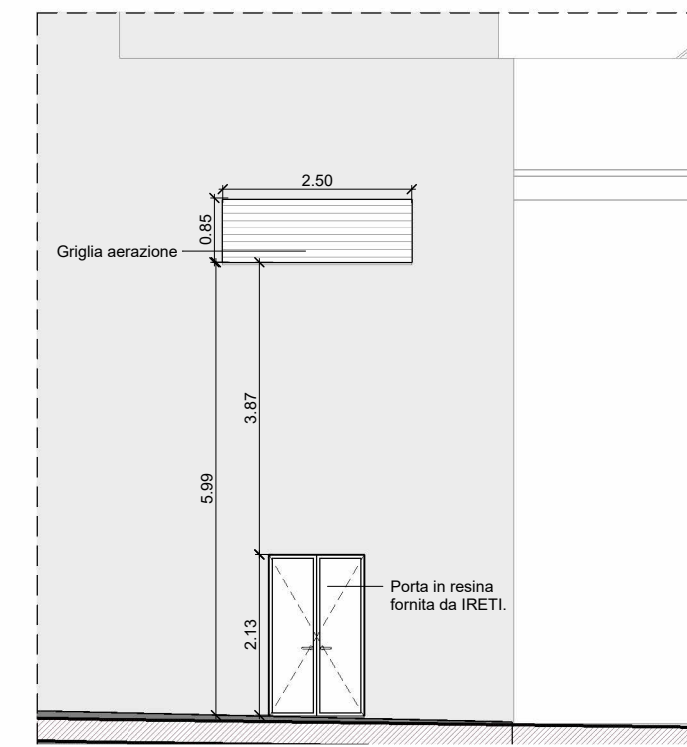 2.50
0.85
Griglia aerazione
3.87
5.99
Porta in resina
fornita da IRETI.
2.13